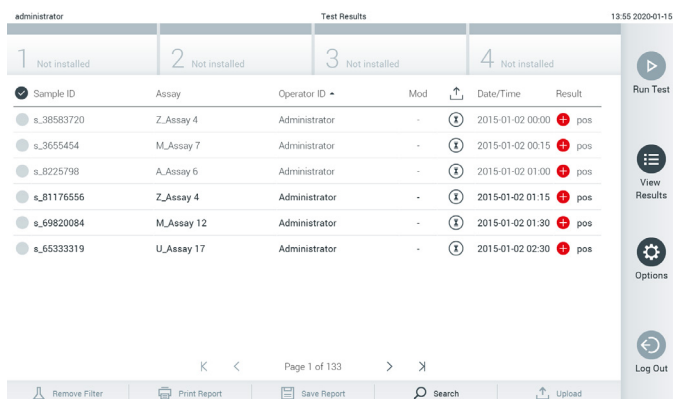 administrator Test Results 13:55 2020-01-15
1 Not installed 2 Not installed 3 Not installed 4 Not installed
Run Test
Sample ID Assay Operator ID Mod Date/Time Result
s_38583720 Z_Assay 4 Administrator - 2015-01-02 00:00 pos
s_3655454 M_Assay 7 Administrator - 2015-01-02 00:15 pos
s_8225798 A_Assay 6 Administrator - 2015-01-02 01:00 pos
View
Results
s_81176556 Z_Assay 4 Administrator - 2015-01-02 01:15 pos
s_69820084 M_Assay 12 Administrator - 2015-01-02 01:30 pos
s_65333319 U_Assay 17 Administrator - 2015-01-02 02:30 pos
Options
Page 1 of 133
Log Out
Remove Filter Print Report Save Report Search Upload